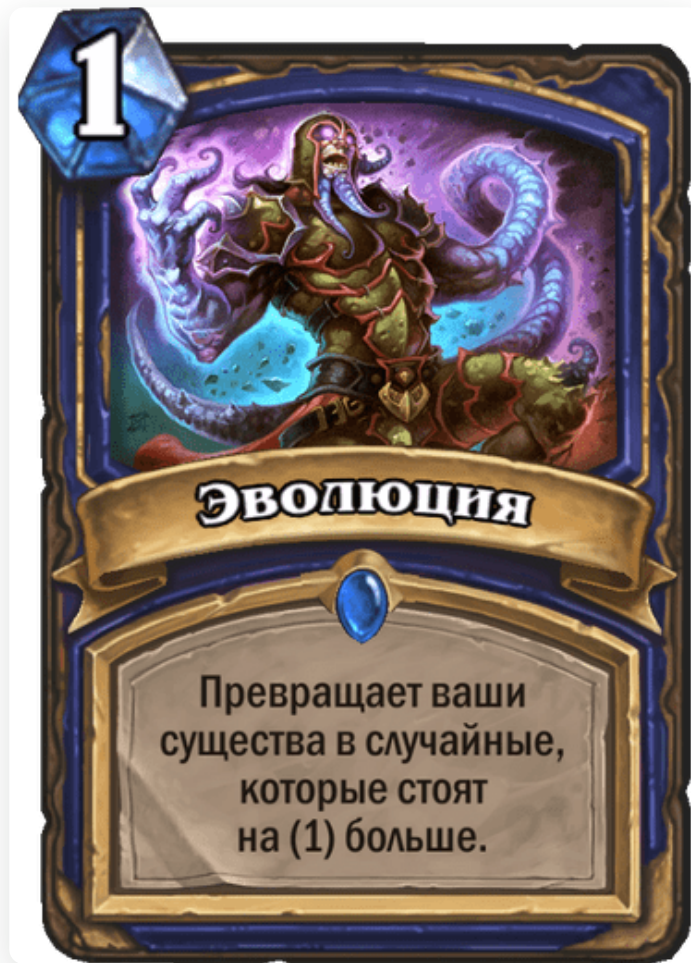 1
Эволюция
Превращает ваши
существа в случайные,
которые стоят
на (1) больше.